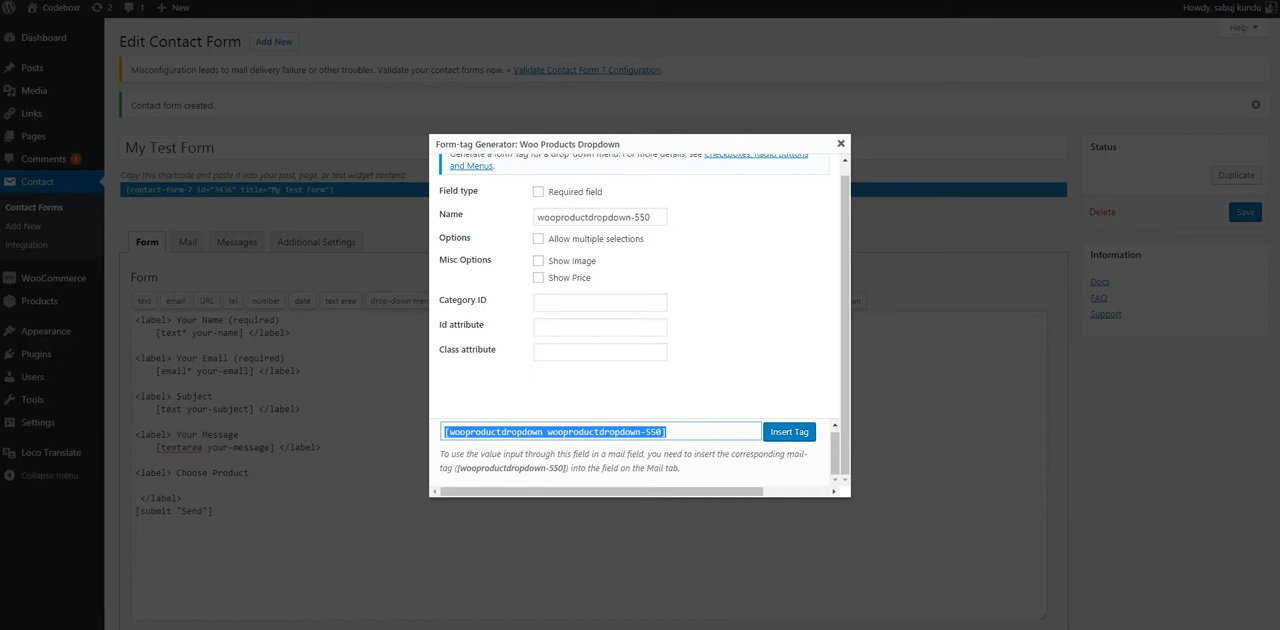 Codeboxr 2 1 New Howdy, sabuj kundu
Dashboard
Posts
Media
Links
Pages
Comments 1
Contact
Contact Forms
Add New
Integration
WooCommerce
Products
Appearance
Plugins
Users
Tools
Settings
Loco Translate
Collapse menu
Edit Contact Form Add New
Help
Misconfiguration leads to mail delivery failure or other troubles. Validate your contact forms now. » Validate Contact Form 7 Configuration
Contact form created.
My Test Form
Copy this shortcode and paste it into your post, page, or text widget content:
[contact-form-7 id="3436" title="My Test Form"]
Form Mail Messages Additional Settings
Form
text email URL tel number date text area drop-down men
<label> Your Name (required)
[text* your-name] </label>
<label> Your Email (required)
[email* your-email] </label>
<label> Subject
[text your-subject] </label>
<label> Your Message
[textarea your-message] </label>
<label> Choose Product
</label>
[submit "Send"]
Form-tag Generator: Woo Products Dropdown
Generate a form-tag for a drop-down menu. For more details, see Checkboxes, Radio Buttons
and Menus.
Field type Required field
Name wooproductdropdown-550
Options Allow multiple selections
Misc Options Show Image
Show Price
Category ID
Id attribute
Class attribute
[wooproductdropdown wooproductdropdown-550] Insert Tag
To use the value input through this field in a mail field, you need to insert the corresponding mail-
tag ([wooproductdropdown-550]) into the field on the Mail tab.
Status
Duplicate
Delete Save
Information
Docs
FAQ
Support